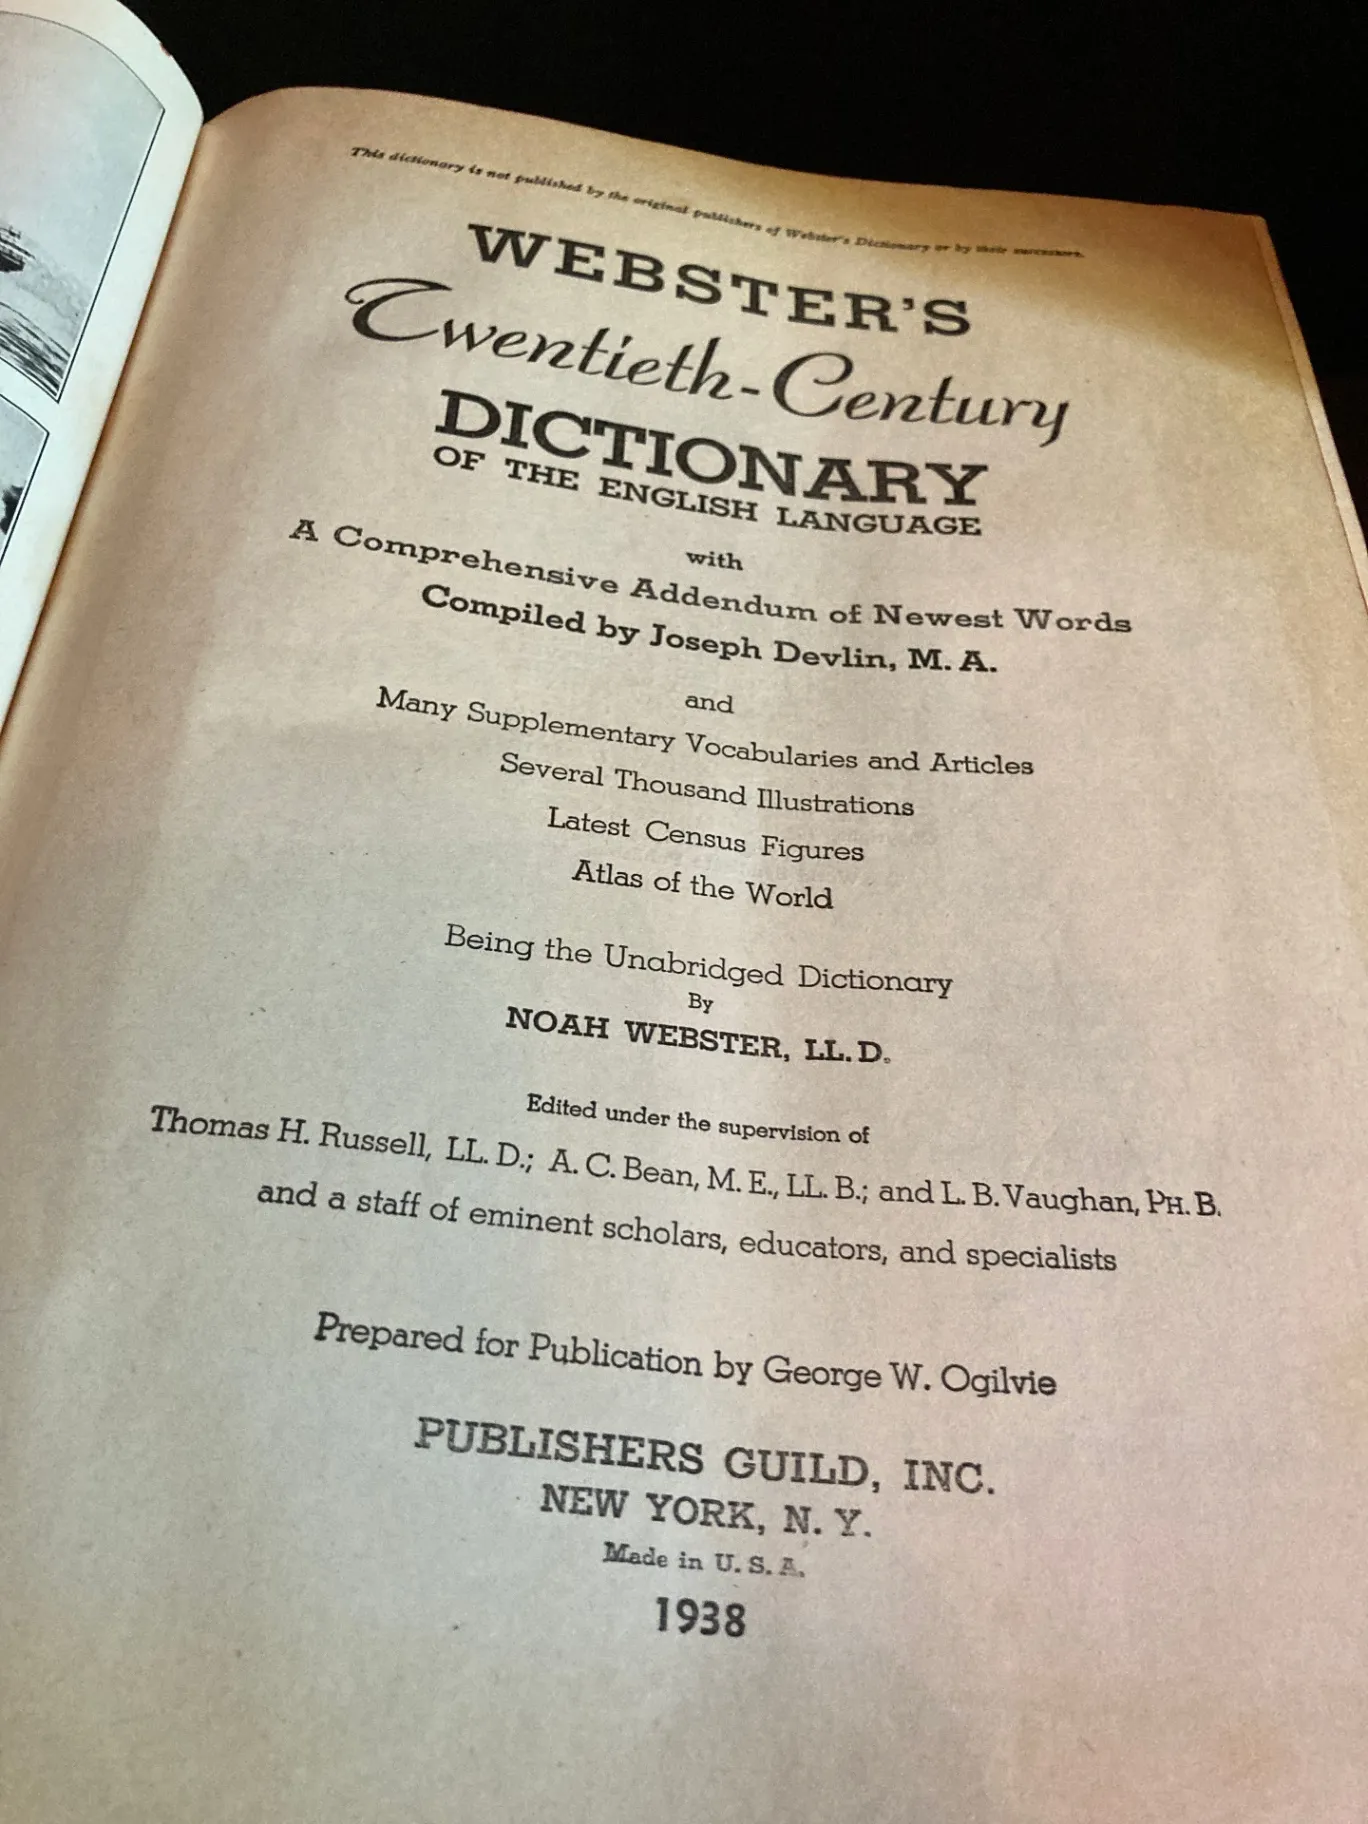 This dictionary is not published by the original publishers of Webster's Dictionary or by their successors.
WEBSTER'S
Twentieth-Century
DICTIONARY
OF THE ENGLISH LANGUAGE
with
A Comprehensive Addendum of Newest Words
Compiled by Joseph Devlin, M. A.
and
Many Supplementary Vocabularies and Articles
Several Thousand Illustrations
Latest Census Figures
Atlas of the World
Being the Unabridged Dictionary
By
NOAH WEBSTER, LL. D.
Edited under the supervision of
Thomas H. Russell, LL. D.; A. C. Bean, M. E., LL. B.; and L. B. Vaughan, PH. B.
and a staff of eminent scholars, educators, and specialists
Prepared for Publication by George W. Ogilvie
PUBLISHERS GUILD, INC.
NEW YORK, N. Y.
Made in U. S. A.
1938